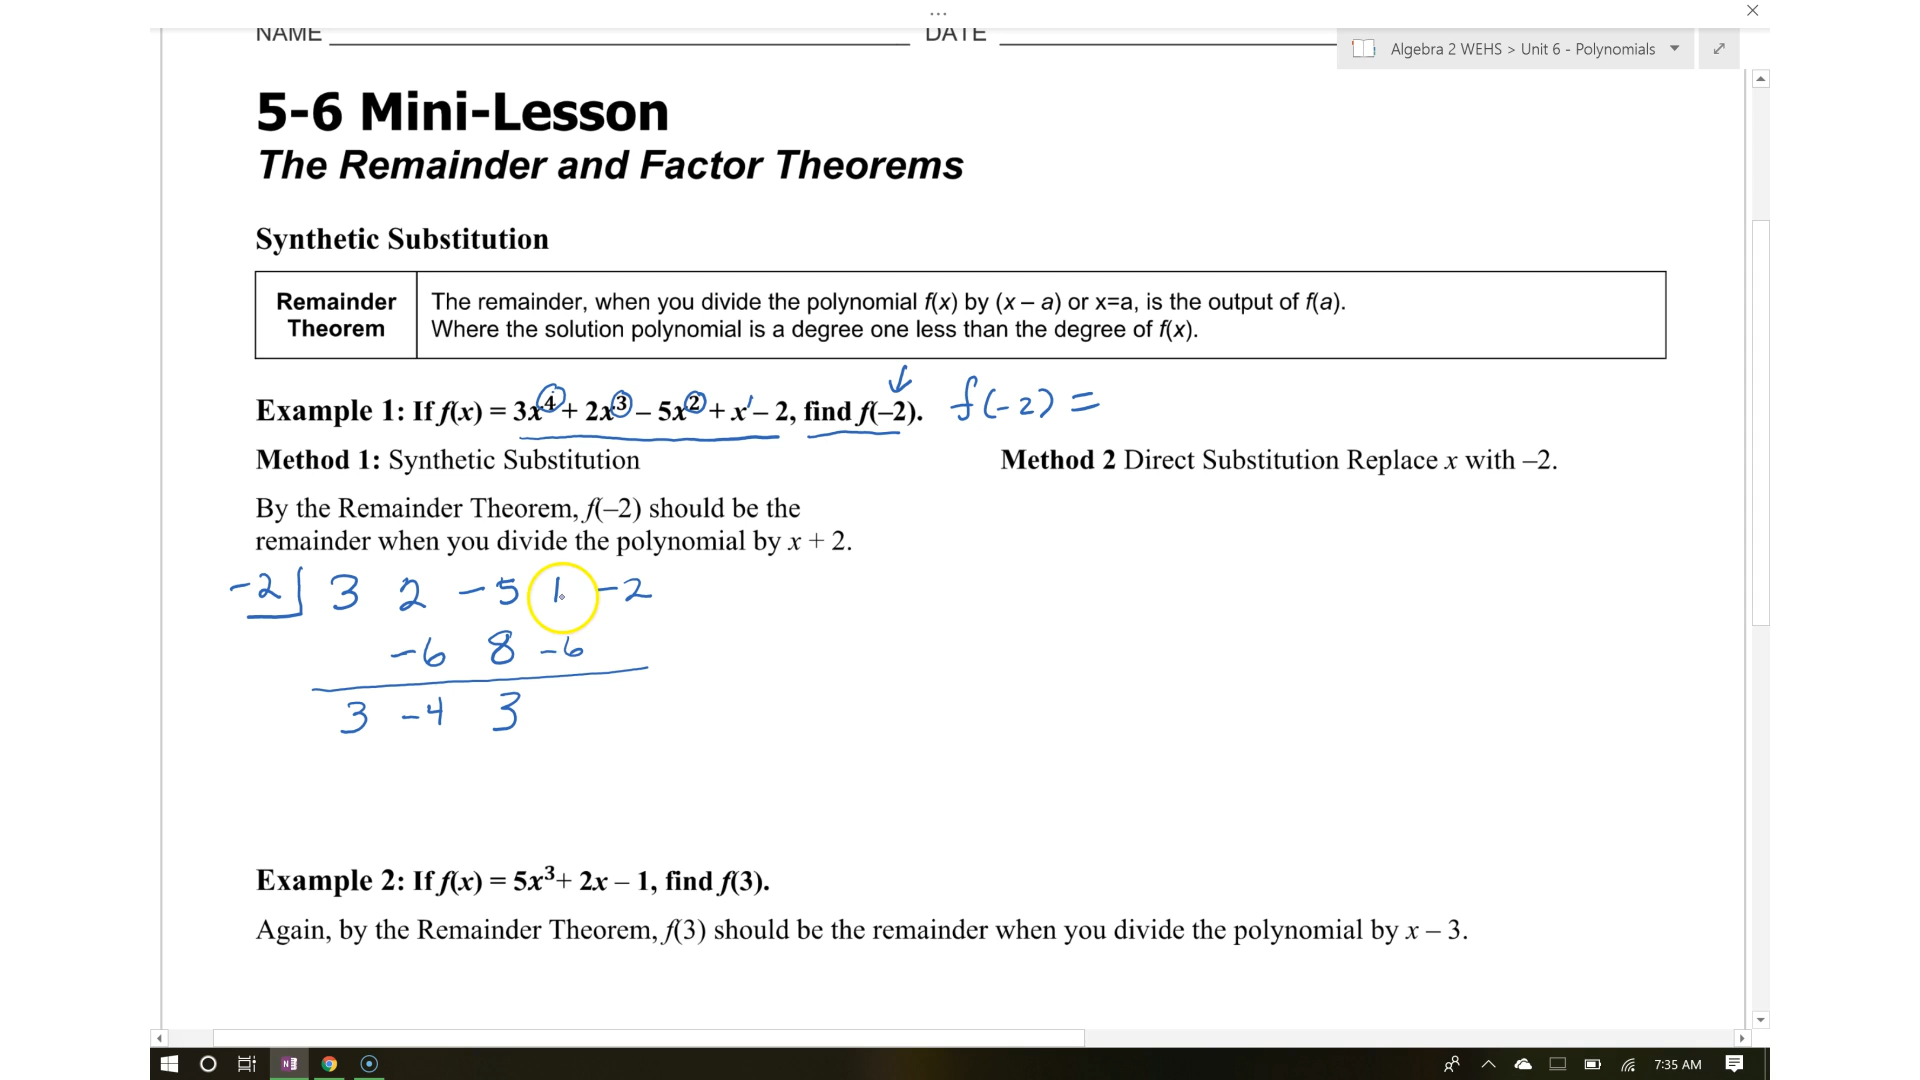 NAME DATE
Algebra 2 WEHS > Unit 6 - Polynomials
5-6 Mini-Lesson
The Remainder and Factor Theorems
Synthetic Substitution
Remainder Theorem
The remainder, when you divide the polynomial f(x) by (x – a) or x=a, is the output of f(a).
Where the solution polynomial is a degree one less than the degree of f(x).
Example 1: If f(x) = 3x⁴ + 2x³ – 5x² + x¹ – 2, find f(–2). f(-2) =
Method 1: Synthetic Substitution
Method 2 Direct Substitution Replace x with –2.
By the Remainder Theorem, f(–2) should be the
remainder when you divide the polynomial by x + 2.
-2 3 2 -5 1 -2
-6 8 -6
3 -4 3
Example 2: If f(x) = 5x³+ 2x – 1, find f(3).
Again, by the Remainder Theorem, f(3) should be the remainder when you divide the polynomial by x – 3.
7:35 AM